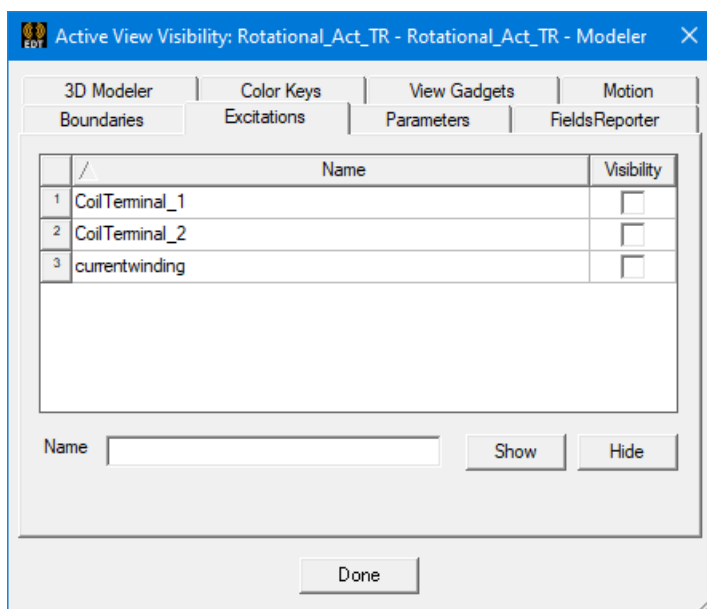 EDT Active View Visibility: Rotational_Act_TR - Rotational_Act_TR - Modeler
3D Modeler Color Keys View Gadgets Motion
Boundaries Excitations Parameters FieldsReporter
Name Visibility
1 CoilTerminal_1
2 CoilTerminal_2
3 currentwinding
Name Show Hide
Done